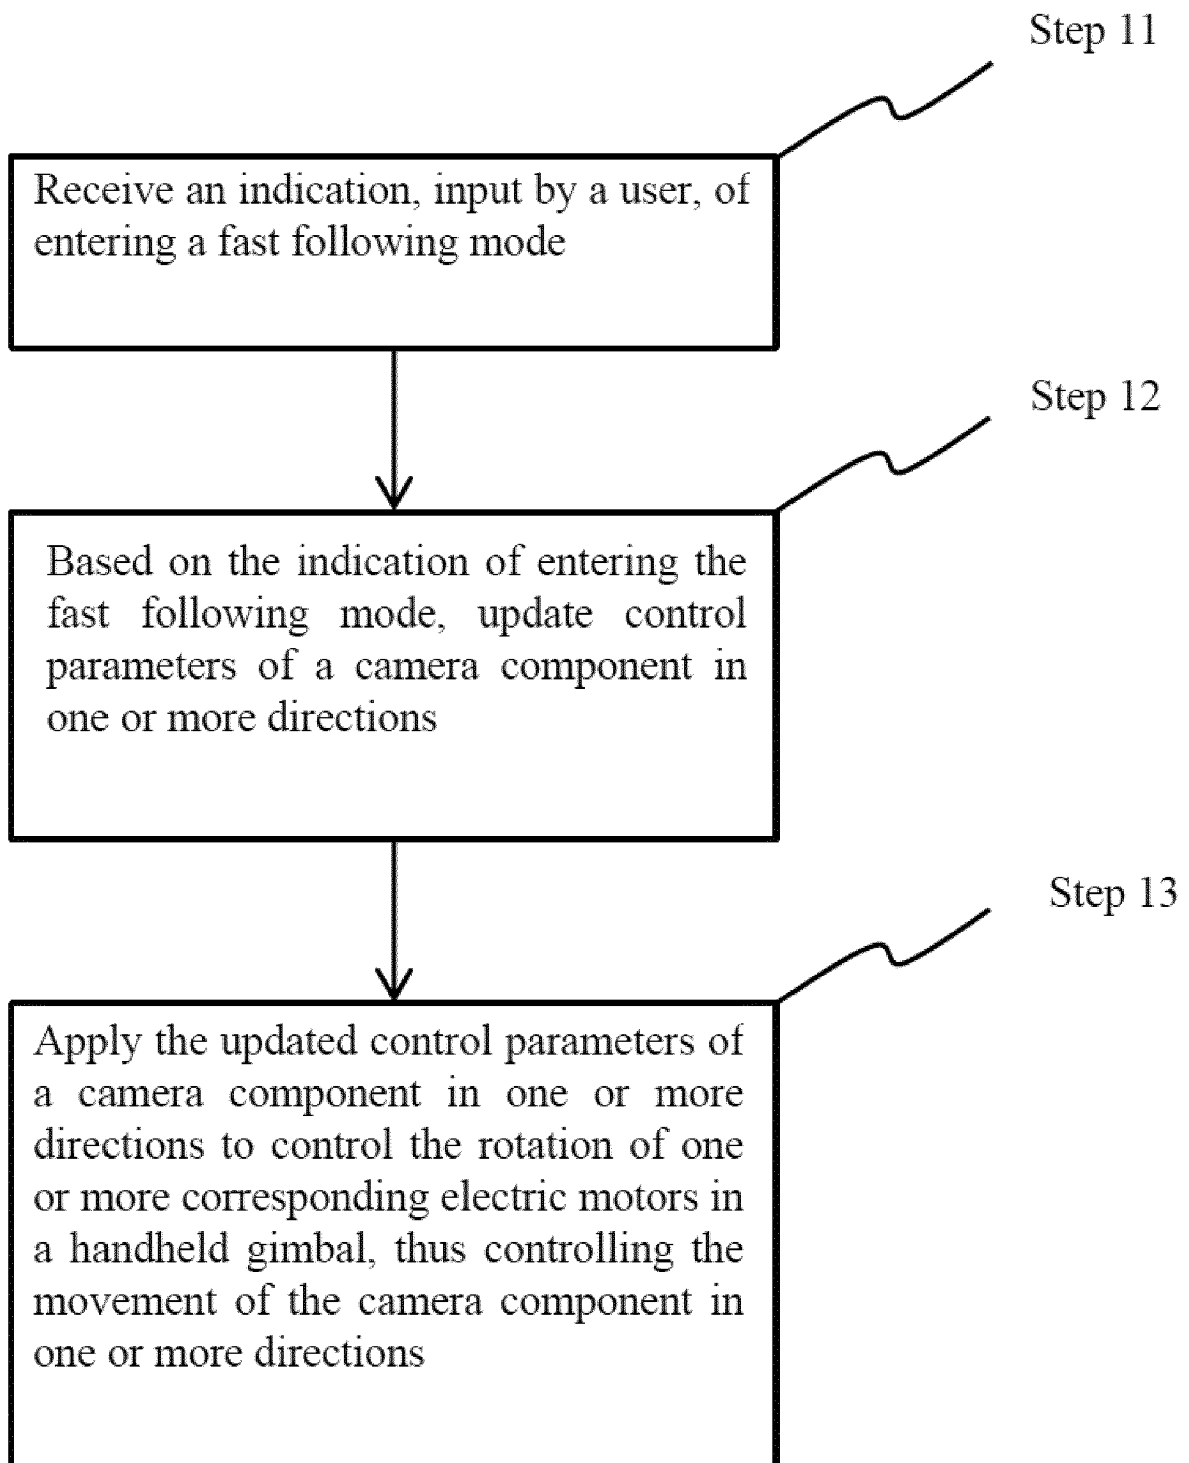 Step 11
Receive an indication, input by a user, of
entering a fast following mode
Step 12
Based on the indication of entering the
fast following mode, update control
parameters of a camera component in
one or more directions
Step 13
Apply the updated control parameters of
a camera component in one or more
directions to control the rotation of one
or more corresponding electric motors in
a handheld gimbal, thus controlling the
movement of the camera component in
one or more directions